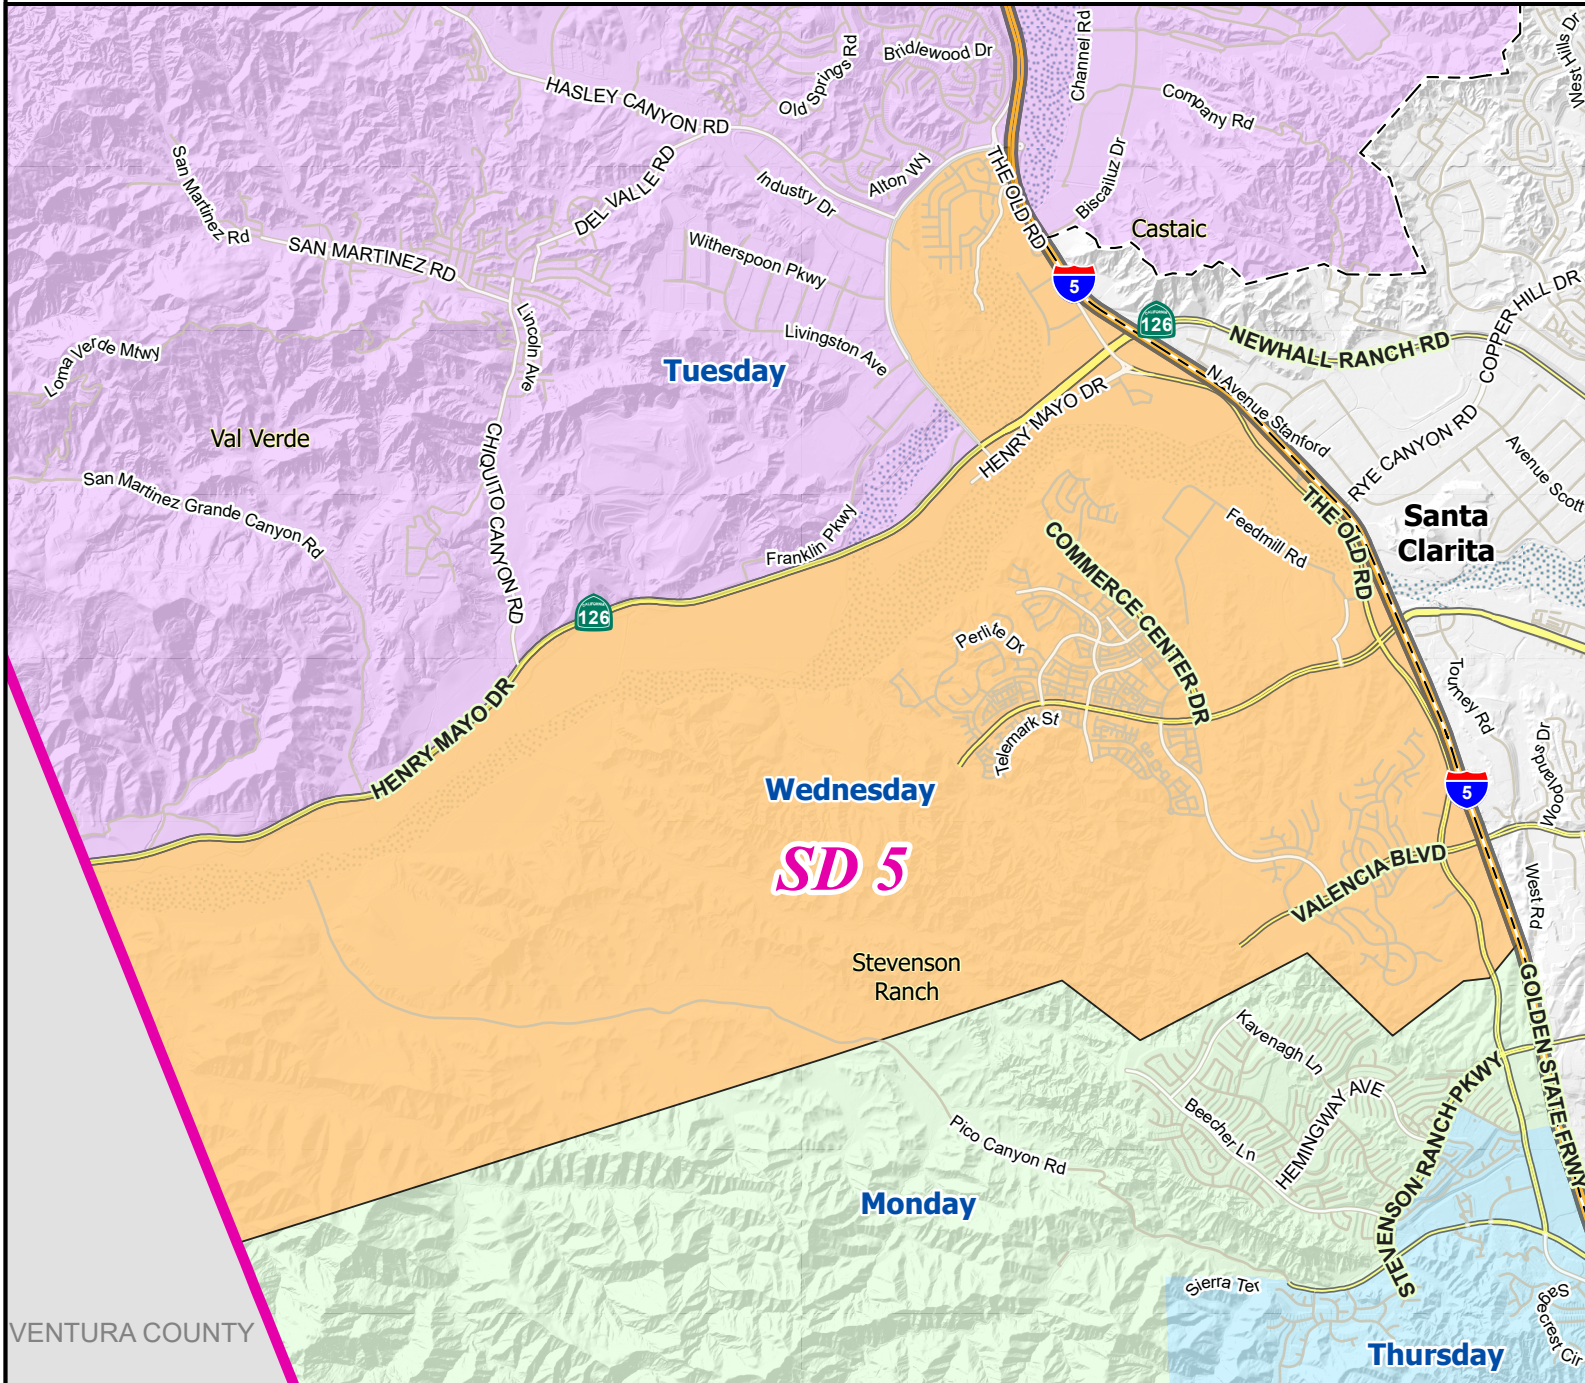 Channel Rd
West Hills Dr
Old Springs Rd
Bridlewood Dr
HASLEY CANYON RD
Company Rd
San Martinez Rd
DEL VALLE RD
Industry Dr
Alton Wy
THE OLD RD
Biscailuz Dr
Castaic
SAN MARTINEZ RD
Witherspoon Pkwy
5
126
NEWHALL RANCH RD
COPPER HILL DR
Loma Verde Mtwy
Lincoln Ave
Livingston Ave
Tuesday
HENRY MAYO DR
N Avenue Stanford
Val Verde
CHIQUITO CANYON RD
RYE CANYON RD
Avenue Scott
San Martinez Grande Canyon Rd
Franklin Pkwy
COMMERCE CENTER DR
Feedmill Rd
THE OLD RD
Santa
Clarita
126
Perlite Dr
HENRY MAYO DR
Telemark St
Tourney Rd
Woodlands Dr
Wednesday
5
SD 5
VALENCIA BLVD
West Rd
Stevenson
Ranch
GOLDEN STATE FRWY
Kavenagh Ln
HEMINGWAY AVE
Beecher Ln
STEVENSON RANCH PKWY
Pico Canyon Rd
Monday
Sierra Ter
Sagecrest Cir
VENTURA COUNTY
Thursday